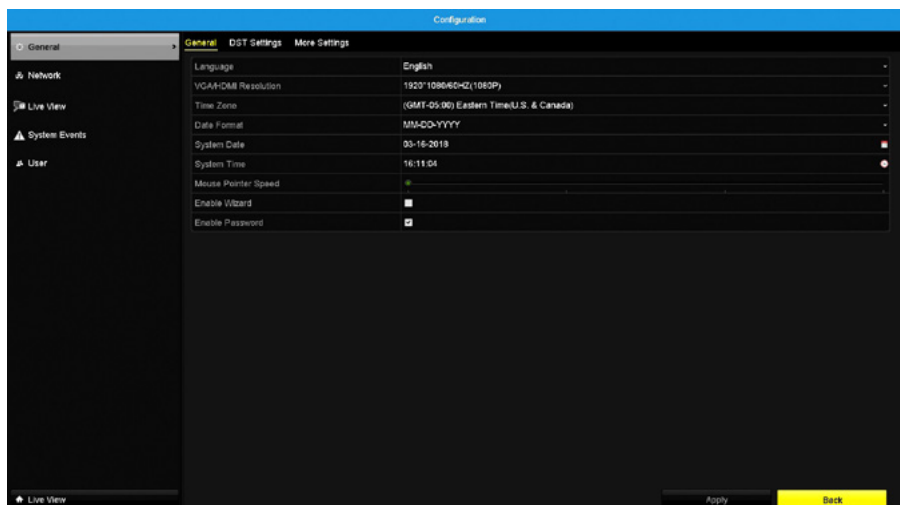 Configuration
General
Network
Live View
System Events
User
General DST Settings More Settings
Language English
VGA/HDMI Resolution 1920*1080/60HZ(1080P)
Time Zone (GMT-05:00) Eastern Time(U.S. & Canada)
Date Format MM-DD-YYYY
System Date 03-16-2018
System Time 16:11:04
Mouse Pointer Speed
Enable Wizard
Enable Password
Live View
Apply Back